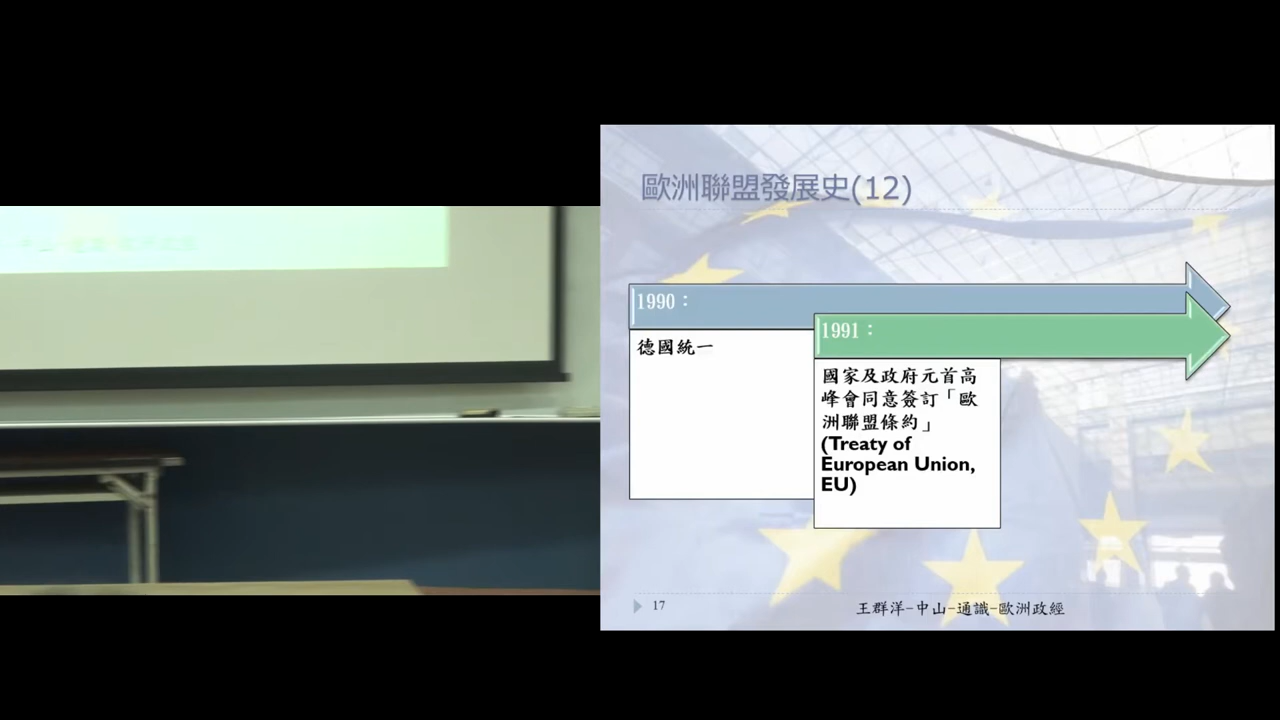 歐洲聯盟發展史(12)
1990：
德國統一
1991：
國家及政府元首高
峰會同意簽訂「歐
洲聯盟條約」
(Treaty of
European Union,
EU)
17
王群洋-中山-通識-歐洲政經